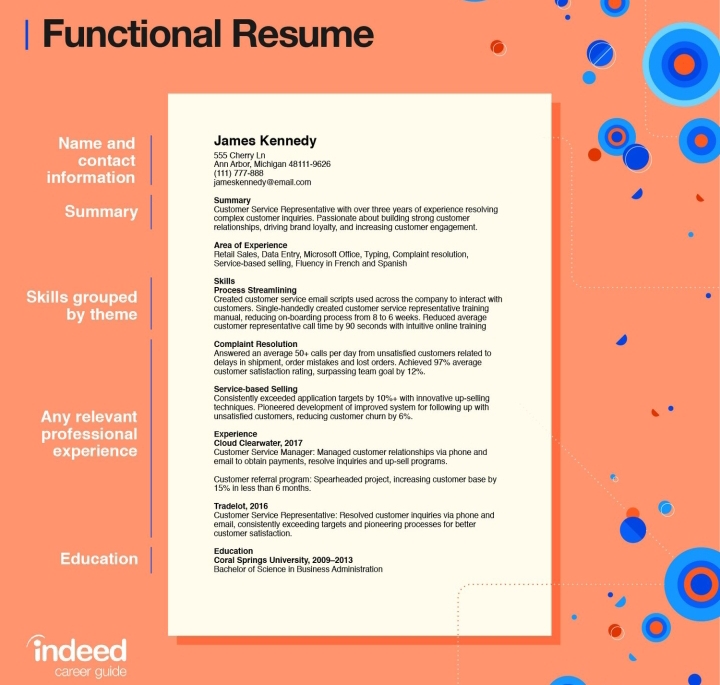 Functional Resume
Name and
contact
information
Summary
Skills grouped
by theme
Any relevant
professional
experience
Education
James Kennedy
555 Cherry Ln
Ann Arbor, Michigan 48111-9626
(111) 777-888
jameskennedy@email.com
Summary
Customer Service Representative with over three years of experience resolving
complex customer inquiries. Passionate about building strong customer
relationships, driving brand loyalty, and increasing customer engagement.
Area of Experience
Retail Sales, Data Entry, Microsoft Office, Typing, Complaint resolution,
Service-based selling, Fluency in French and Spanish
Skills
Process Streamlining
Created customer service email scripts used across the company to interact with
customers. Single-handedly created customer service representative training
manual, reducing on-boarding process from 8 to 6 weeks. Reduced average
customer representative call time by 90 seconds with intuitive online training
Complaint Resolution
Answered an average 50+ calls per day from unsatisfied customers related to
delays in shipment, order mistakes and lost orders. Achieved 97% average
customer satisfaction rating, surpassing team goal by 12%.
Service-based Selling
Consistently exceeded application targets by 10%+ with innovative up-selling
techniques. Pioneered development of improved system for following up with
unsatisfied customers, reducing customer churn by 6%.
Experience
Cloud Clearwater, 2017
Customer Service Manager: Managed customer relationships via phone and
email to obtain payments, resolve inquiries and up-sell programs.
Customer referral program: Spearheaded project, increasing customer base by
15% in less than 6 months.
Tradelot, 2016
Customer Service Representative: Resolved customer inquiries via phone and
email, consistently exceeding targets and pioneering processes for better
customer satisfaction.
Education
Coral Springs University, 2009–2013
Bachelor of Science in Business Administration
indeed
career guide